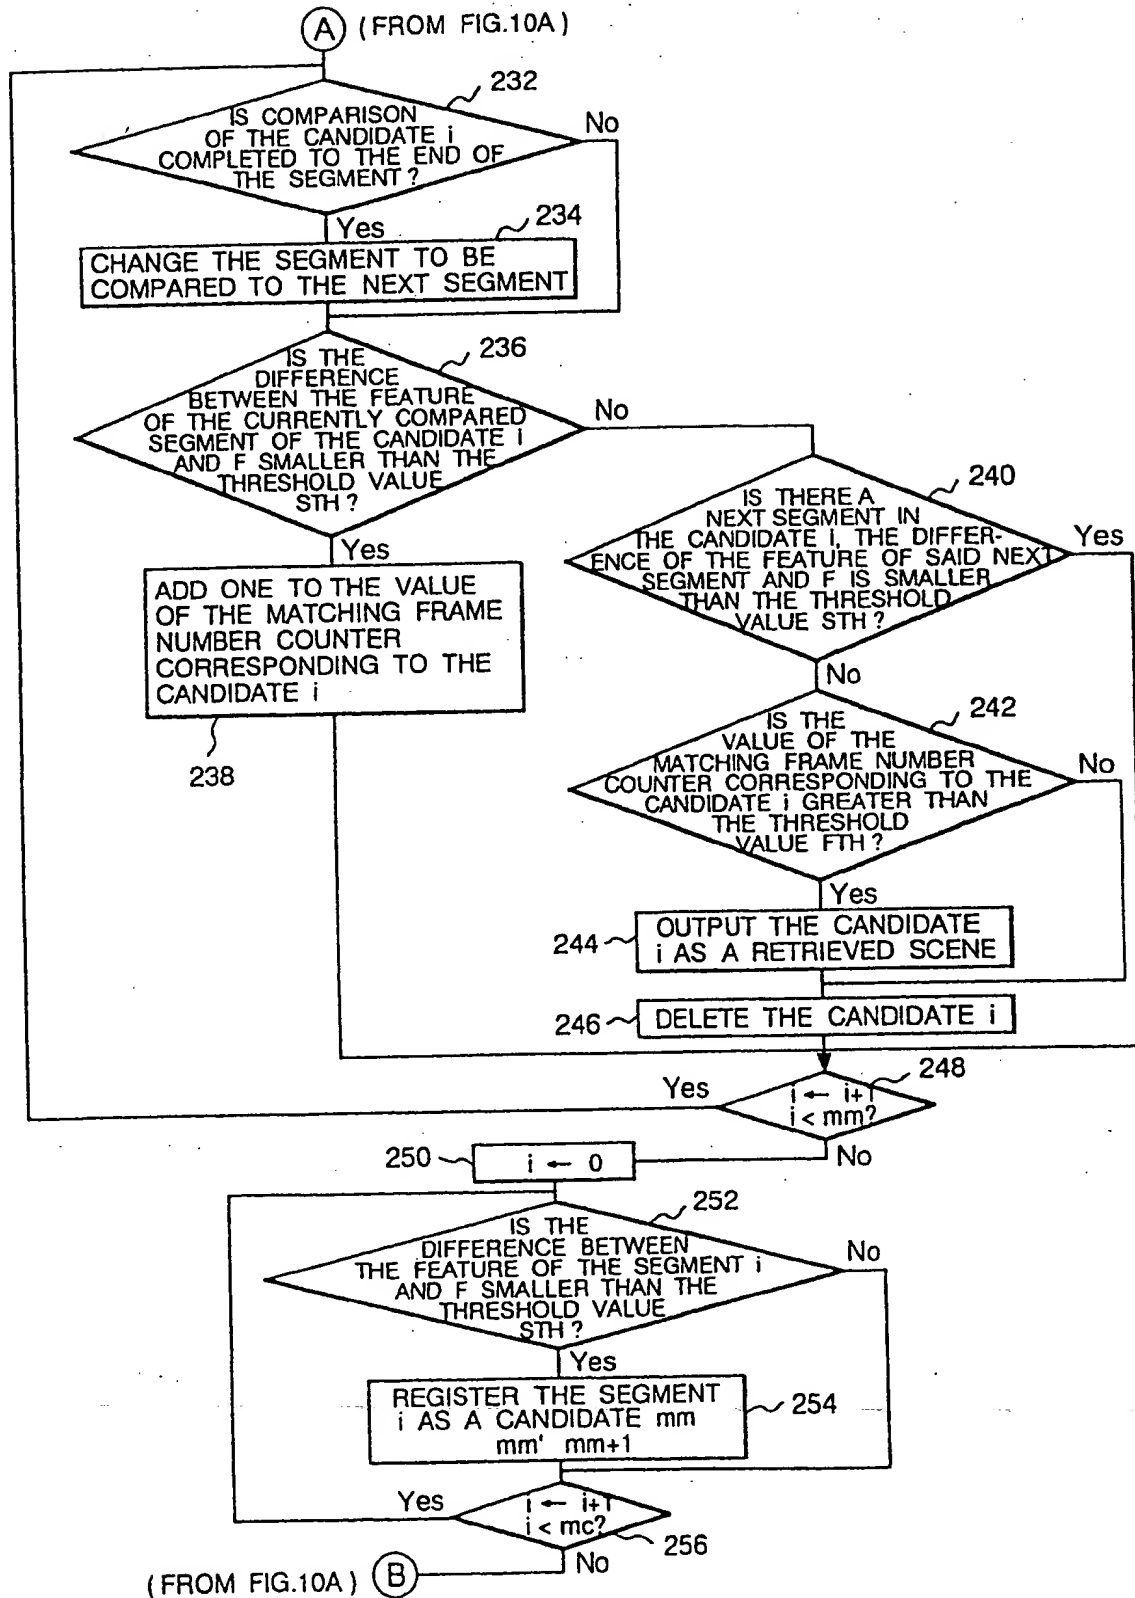 A (FROM FIG.10A)
232
IS COMPARISON
OF THE CANDIDATE i
COMPLETED TO THE END OF
THE SEGMENT?
No
Yes
234
CHANGE THE SEGMENT TO BE
COMPARED TO THE NEXT SEGMENT
236
IS THE
DIFFERENCE
BETWEEN THE FEATURE
OF THE CURRENTLY COMPARED
SEGMENT OF THE CANDIDATE i
AND F SMALLER THAN THE
THRESHOLD VALUE
STH?
No
Yes
ADD ONE TO THE VALUE
OF THE MATCHING FRAME
NUMBER COUNTER
CORRESPONDING TO THE
CANDIDATE i
238
240
IS THERE A
NEXT SEGMENT IN
THE CANDIDATE i, THE DIFFER-
ENCE OF THE FEATURE OF SAID NEXT
SEGMENT AND F IS SMALLER
THAN THE THRESHOLD
VALUE STH?
Yes
No
242
IS THE
VALUE OF THE
MATCHING FRAME NUMBER
COUNTER CORRESPONDING TO THE
CANDIDATE i GREATER THAN
THE THRESHOLD
VALUE FTH?
No
Yes
244
OUTPUT THE CANDIDATE
i AS A RETRIEVED SCENE
246
DELETE THE CANDIDATE i
248
Yes
i ← i+1
i < mm?
No
250
i ← 0
252
IS THE
DIFFERENCE BETWEEN
THE FEATURE OF THE SEGMENT i
AND F SMALLER THAN THE
THRESHOLD VALUE
STH?
No
Yes
REGISTER THE SEGMENT
i AS A CANDIDATE mm
mm' mm+1
254
Yes
i ← i+1
i < mc?
256
No
(FROM FIG.10A) B